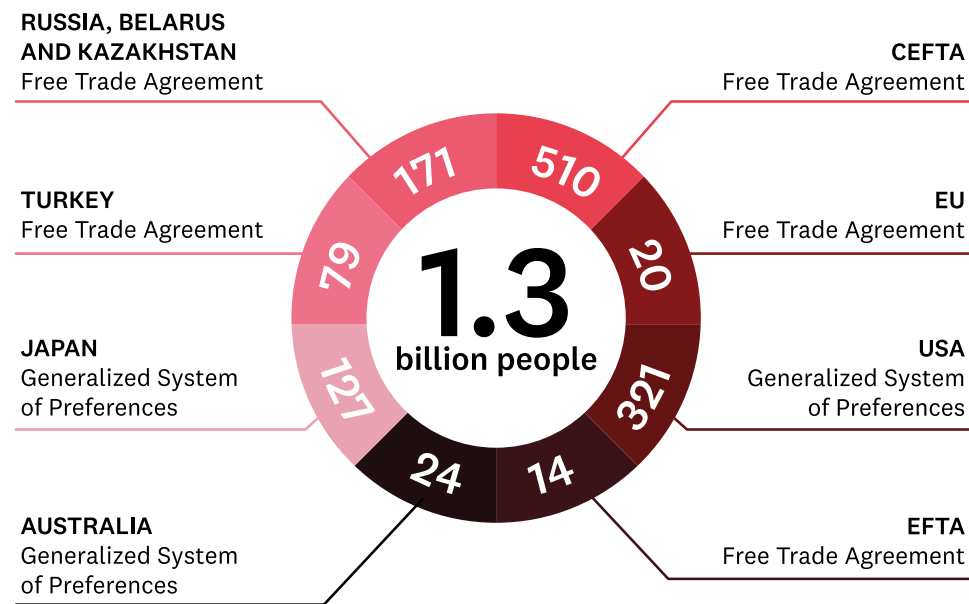 RUSSIA, BELARUS
AND KAZAKHSTAN
Free Trade Agreement
CEFTA
Free Trade Agreement
171
510
TURKEY
Free Trade Agreement
EU
Free Trade Agreement
79
20
1.3
billion people
JAPAN
Generalized System
of Preferences
USA
Generalized System
of Preferences
127
321
24
14
AUSTRALIA
Generalized System
of Preferences
EFTA
Free Trade Agreement